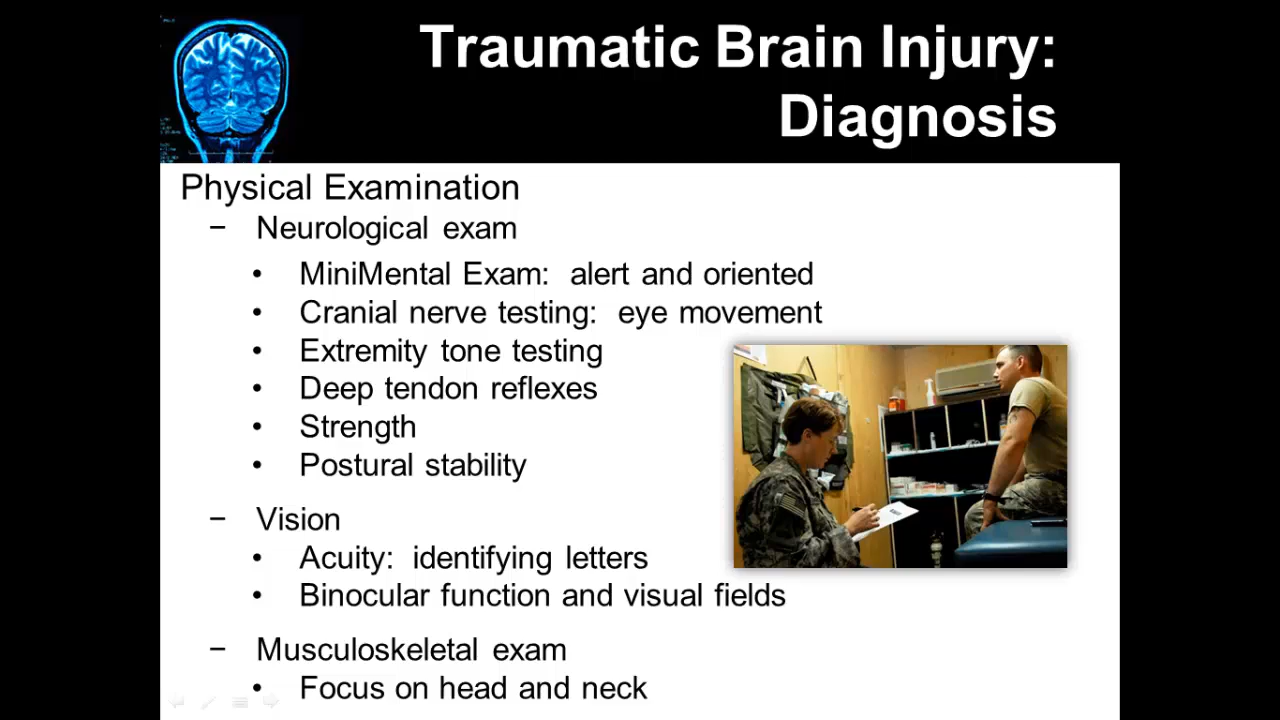 Traumatic Brain Injury:
Diagnosis
Physical Examination
− Neurological exam
• MiniMental Exam: alert and oriented
• Cranial nerve testing: eye movement
• Extremity tone testing
• Deep tendon reflexes
• Strength
• Postural stability
− Vision
• Acuity: identifying letters
• Binocular function and visual fields
− Musculoskeletal exam
• Focus on head and neck